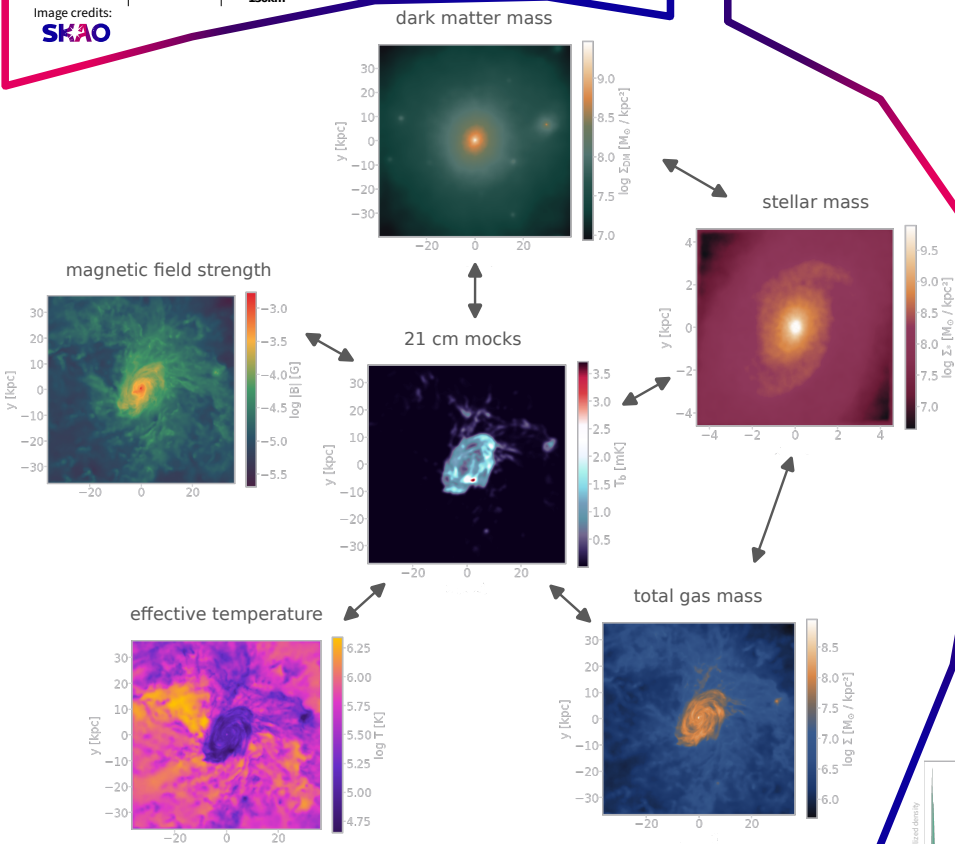 Image credits:
130km
SKAO
dark matter mass
30
20
10
0
−10
−20
−30
y [kpc]
−20 0 20
9.0
8.5
8.0
7.5
7.0
log Σ_DM [M⊙ / kpc²]
stellar mass
4
2
0
−2
−4
y [kpc]
−4 −2 0 2 4
9.5
9.0
8.5
8.0
7.5
7.0
log Σ⋆ [M⊙ / kpc²]
magnetic field strength
30
20
10
0
−10
−20
−30
y [kpc]
−20 0 20
−3.0
−3.5
−4.0
−4.5
−5.0
−5.5
log |B| [G]
21 cm mocks
30
20
10
0
−10
−20
−30
y [kpc]
−20 0 20
3.5
3.0
2.5
2.0
1.5
1.0
0.5
T_b [mK]
effective temperature
30
20
10
0
−10
−20
−30
y [kpc]
−20 0 20
6.25
6.00
5.75
5.50
5.25
5.00
4.75
log T [K]
total gas mass
30
20
10
0
−10
−20
−30
y [kpc]
−20 0 20
8.5
8.0
7.5
7.0
6.5
6.0
log Σ [M⊙ / kpc²]
density